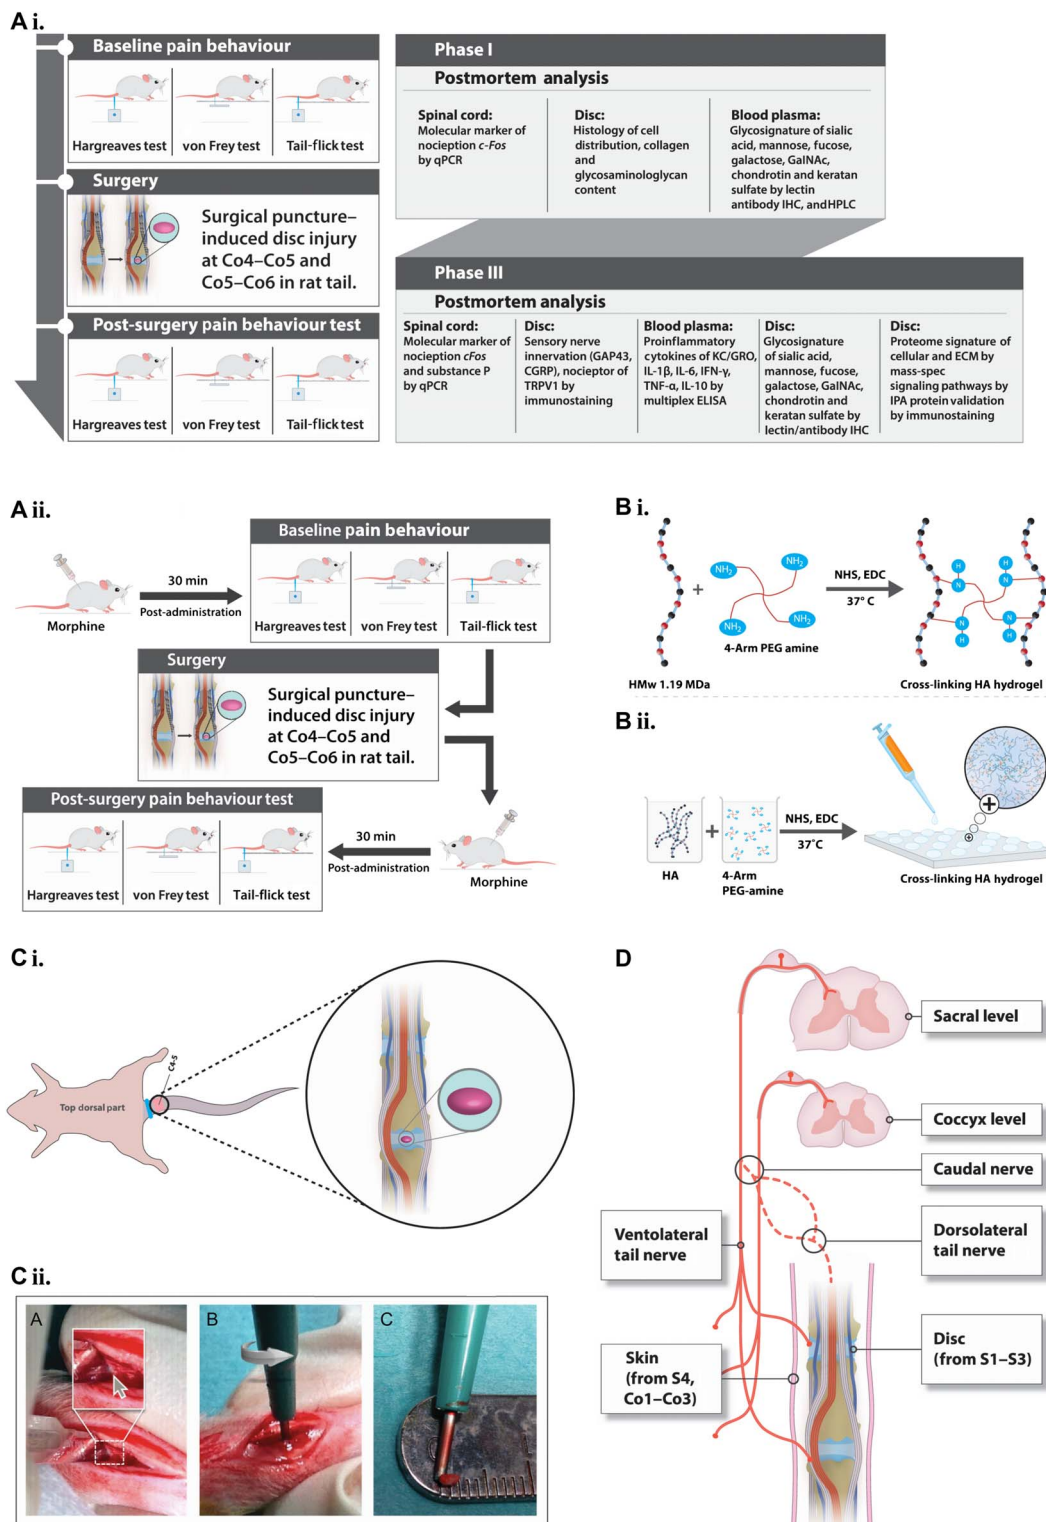 A i.
Baseline pain behaviour
Hargreaves test
von Frey test
Tail-flick test
Surgery
Surgical puncture–
induced disc injury
at Co4–Co5 and
Co5–Co6 in rat tail.
Post-surgery pain behaviour test
Hargreaves test
von Frey test
Tail-flick test
Phase I
Postmortem analysis
Spinal cord:
Molecular marker of
nociception c-Fos
by qPCR
Disc:
Histology of cell
distribution, collagen
and
glycosaminologlycan
content
Blood plasma:
Glycosignature of sialic
acid, mannose, fucose,
galactose, GalNAc,
chondrotin and keratan
sulfate by lectin
antibody IHC, andHPLC
Phase III
Postmortem analysis
Spinal cord:
Molecular marker of
nociception cFos
and substance P
by qPCR
Disc:
Sensory nerve
innervation (GAP43,
CGRP), nociptor of
TRPV1 by
immunostaining
Blood plasma:
Proinflammatory
cytokines of KC/GRO,
IL-1β, IL-6, IFN-γ,
TNF-α, IL-10 by
multiplex ELISA
Disc:
Glycosignature
of sialic acid,
mannose, fucose,
galactose, GalNAc,
chondrotin and
keratan sulfate by
lectin/antibody IHC
Disc:
Proteome signature of
cellular and ECM by
mass-spec
signaling pathways by
IPA protein validation
by immunostaining
A ii.
Morphine
30 min
Post-administration
Baseline pain behaviour
Hargreaves test
von Frey test
Tail-flick test
Surgery
Surgical puncture–
induced disc injury
at Co4–Co5 and
Co5–Co6 in rat tail.
Post-surgery pain behaviour test
Hargreaves test
von Frey test
Tail-flick test
30 min
Post-administration
Morphine
B i.
HMw 1.19 MDa
+
NH2
NH2
NH2
NH2
4-Arm PEG amine
NHS, EDC
37° C
H
N
H
N
N
H
N
H
Cross-linking HA hydrogel
B ii.
HA
+
4-Arm
PEG-amine
NHS, EDC
37°C
+
+
Cross-linking HA hydrogel
C i.
Top dorsal part
C4-5
C ii.
A
B
C
D
Sacral level
Coccyx level
Caudal nerve
Ventolateral
tail nerve
Dorsolateral
tail nerve
Disc
(from S1–S3)
Skin
(from S4,
Co1–Co3)